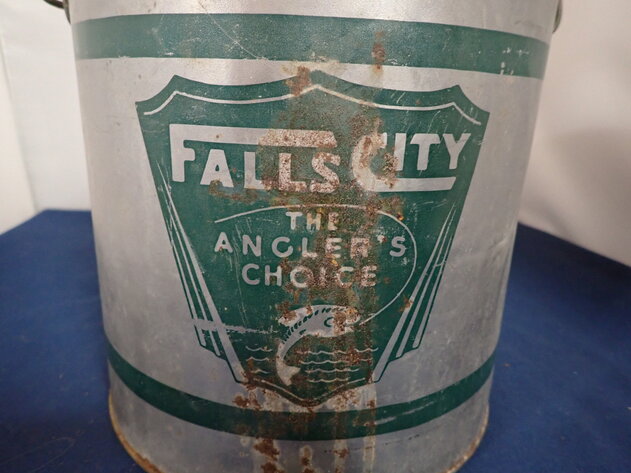 FALLS CITY
THE
ANGLER'S
CHOICE